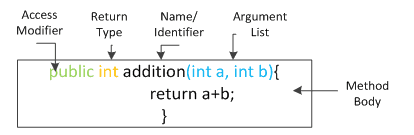 Access Modifier
Return Type
Name/ Identifier
Argument List
public int addition(int a, int b){
return a+b;
}
Method Body